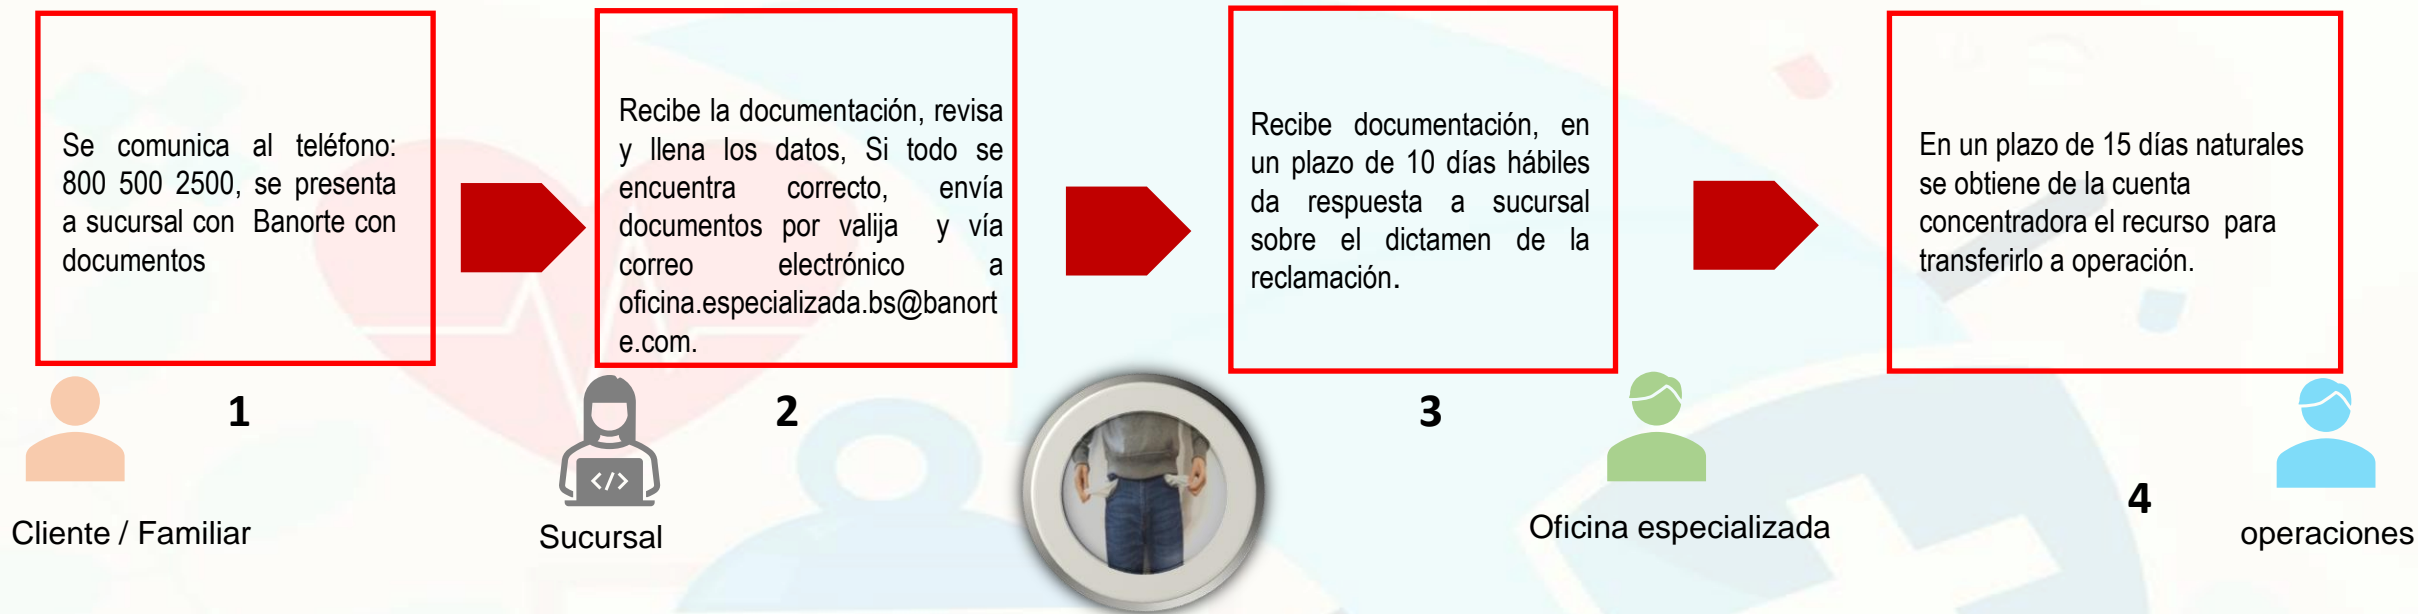 Se comunica al teléfono:
800 500 2500, se presenta
a sucursal con Banorte con
documentos
Recibe la documentación, revisa
y llena los datos, Si todo se
encuentra correcto, envía
documentos por valija y vía
correo electrónico a
oficina.especializada.bs@banort
e.com.
Recibe documentación, en
un plazo de 10 días hábiles
da respuesta a sucursal
sobre el dictamen de la
reclamación.
En un plazo de 15 días naturales
se obtiene de la cuenta
concentradora el recurso para
transferirlo a operación.
1
2
3
4
</>
Cliente / Familiar
Sucursal
Oficina especializada
operaciones